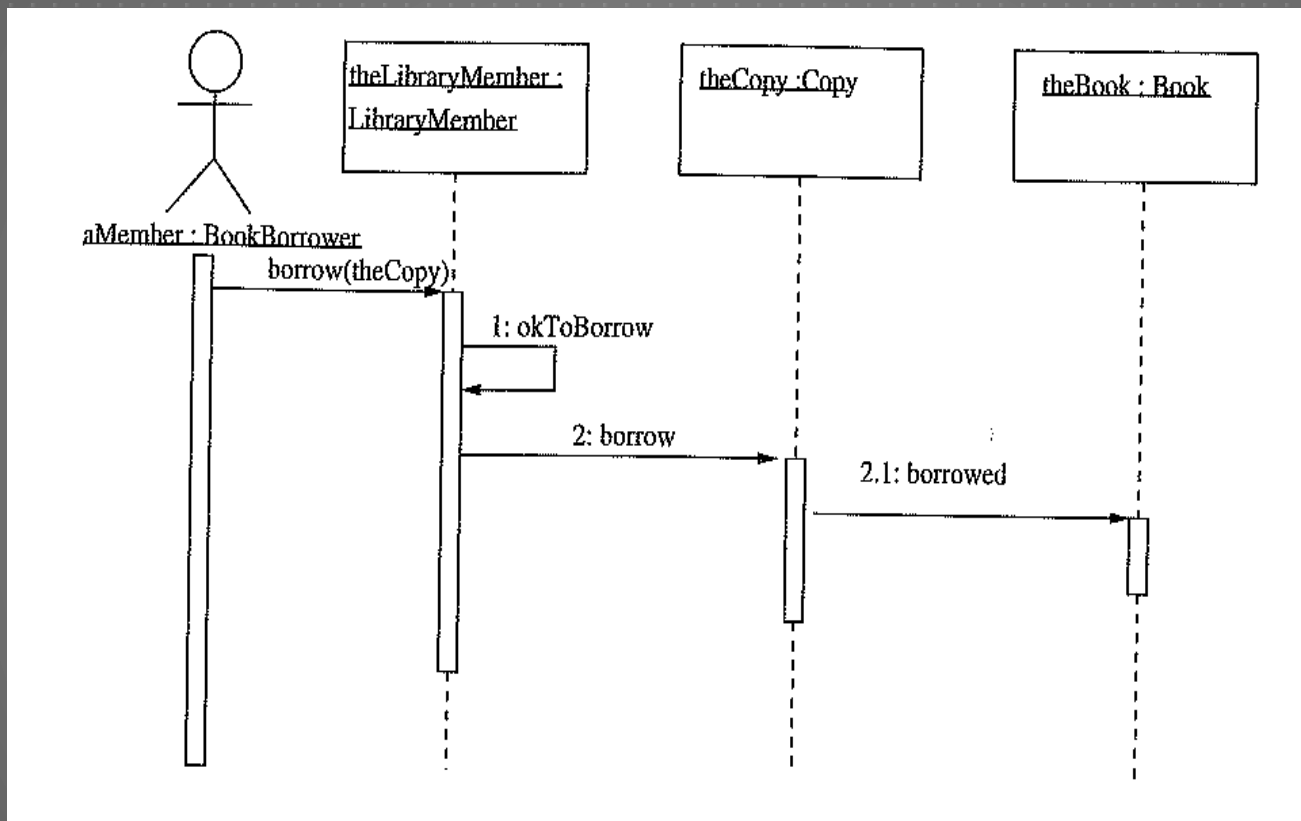 theLibraryMember :
LibraryMember
theCopy :Copy
theBook : Book
aMember : BookBorrower
borrow(theCopy)
1: okToBorrow
2: borrow
2.1: borrowed